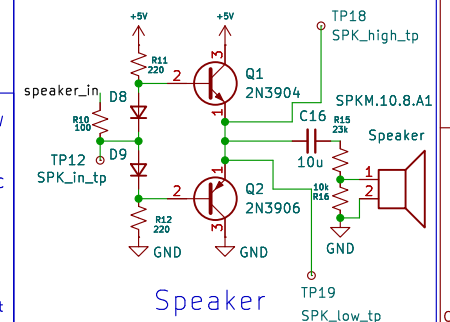 +5V
+5V
TP18
SPK_high_tp
R11
220
3
2
Q1
2N3904
1
speaker_in
D8
R10
100
SPKM.10.8.A1
C16
R15
23k
Speaker
10u
D9
TP12
SPK_in_tp
1
2
1
10k
R16
2
Q2
2N3906
R12
220
3
GND
GND
GND
TP19
SPK_low_tp
Speaker